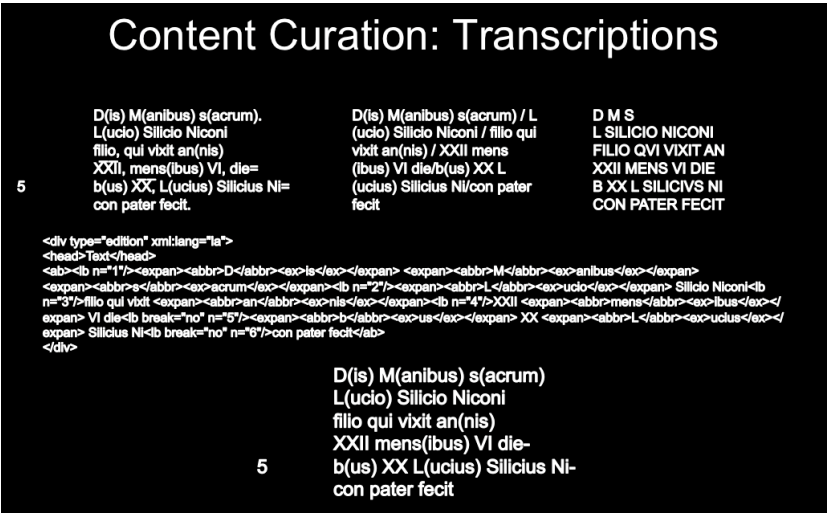 Content Curation: Transcriptions
D(is) M(anibus) s(acrum).
L(ucio) Silicio Niconi
filio, qui vixit an(nis)
X̅X̅I̅I̅, mens(ibus) VI, die=
5 b(us) X̅X̅, L(ucius) Silicius Ni=
con pater fecit.
D(is) M(anibus) s(acrum) / L
(ucio) Silicio Niconi / filio qui
vixit an(nis) / XXII mens
(ibus) VI die/b(us) XX L
(ucius) Silicius Ni/con pater
fecit
D M S
L SILICIO NICONI
FILIO QVI VIXIT AN
XXII MENS VI DIE
B XX L SILICIVS NI
CON PATER FECIT
<div type="edition" xml:lang="la">
<head>Text</head>
<ab><lb n="1"/><expan><abbr>D</abbr><ex>is</ex></expan> <expan><abbr>M</abbr><ex>anibus</ex></expan>
<expan><abbr>s</abbr><ex>acrum</ex></expan><lb n="2"/><expan><abbr>L</abbr><ex>ucio</ex></expan> Silicio Niconi<lb
n="3"/>filio qui vixit <expan><abbr>an</abbr><ex>nis</ex></expan><lb n="4"/>XXII <expan><abbr>mens</abbr><ex>ibus</ex></
expan> VI die<lb break="no" n="5"/><expan><abbr>b</abbr><ex>us</ex></expan> XX <expan><abbr>L</abbr><ex>ucius</ex></
expan> Silicius Ni<lb break="no" n="6"/>con pater fecit</ab>
</div>
D(is) M(anibus) s(acrum)
L(ucio) Silicio Niconi
filio qui vixit an(nis)
XXII mens(ibus) VI die-
5 b(us) XX L(ucius) Silicius Ni-
con pater fecit